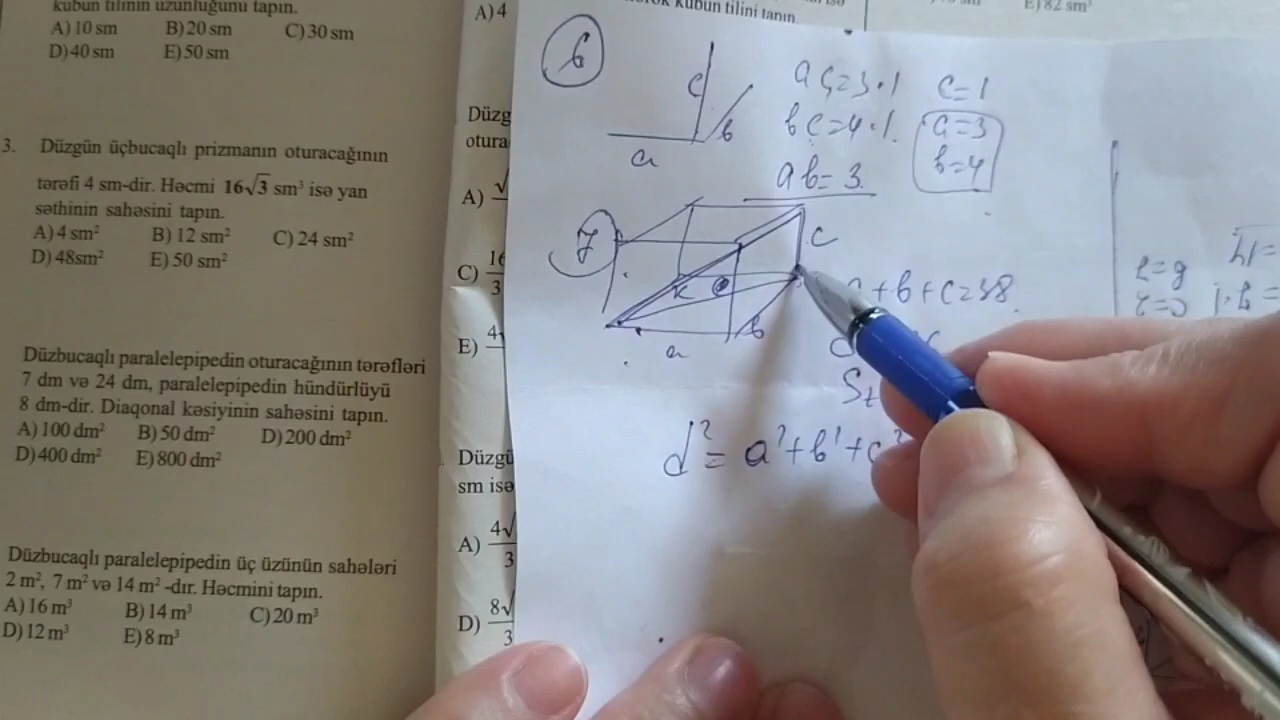 kubun tilinin uzunluğunu tapın.
A) 10 sm B) 20 sm C) 30 sm
D) 40 sm E) 50 sm
3. Düzgün üçbucaqlı prizmanın oturacağının
tərəfi 4 sm-dir. Həcmi 16√3 sm³ isə yan
səthinin sahəsini tapın.
A) 4 sm² B) 12 sm² C) 24 sm²
D) 48sm² E) 50 sm²
Düzbucaqlı paralelepipedin oturacağının tərəfləri
7 dm və 24 dm, paralelepipedin hündürlüyü
8 dm-dir. Diaqonal kəsiyinin sahəsini tapın.
A) 100 dm² B) 50 dm² D) 200 dm²
D) 400 dm² E) 800 dm²
Düzbucaqlı paralelepipedin üç üzünün sahələri
2 m², 7 m² və 14 m² -dır. Həcmini tapın.
A) 16 m³ B) 14 m³ C) 20 m³
D) 12 m³ E) 8 m³
A) 4
kubun tilini tapın
E) 82 sm³
Düzg
otura
A) √
C) 16
3
E) 4
Düzgü
sm isə
A) 4√
3
D) 8√
3
6
c
b
a
ac=3·1 c=1
bc=4·1 a=3
ab=3 b=4
7
c
b
a
a+b+c=38
S
d²=a²+b²+c²